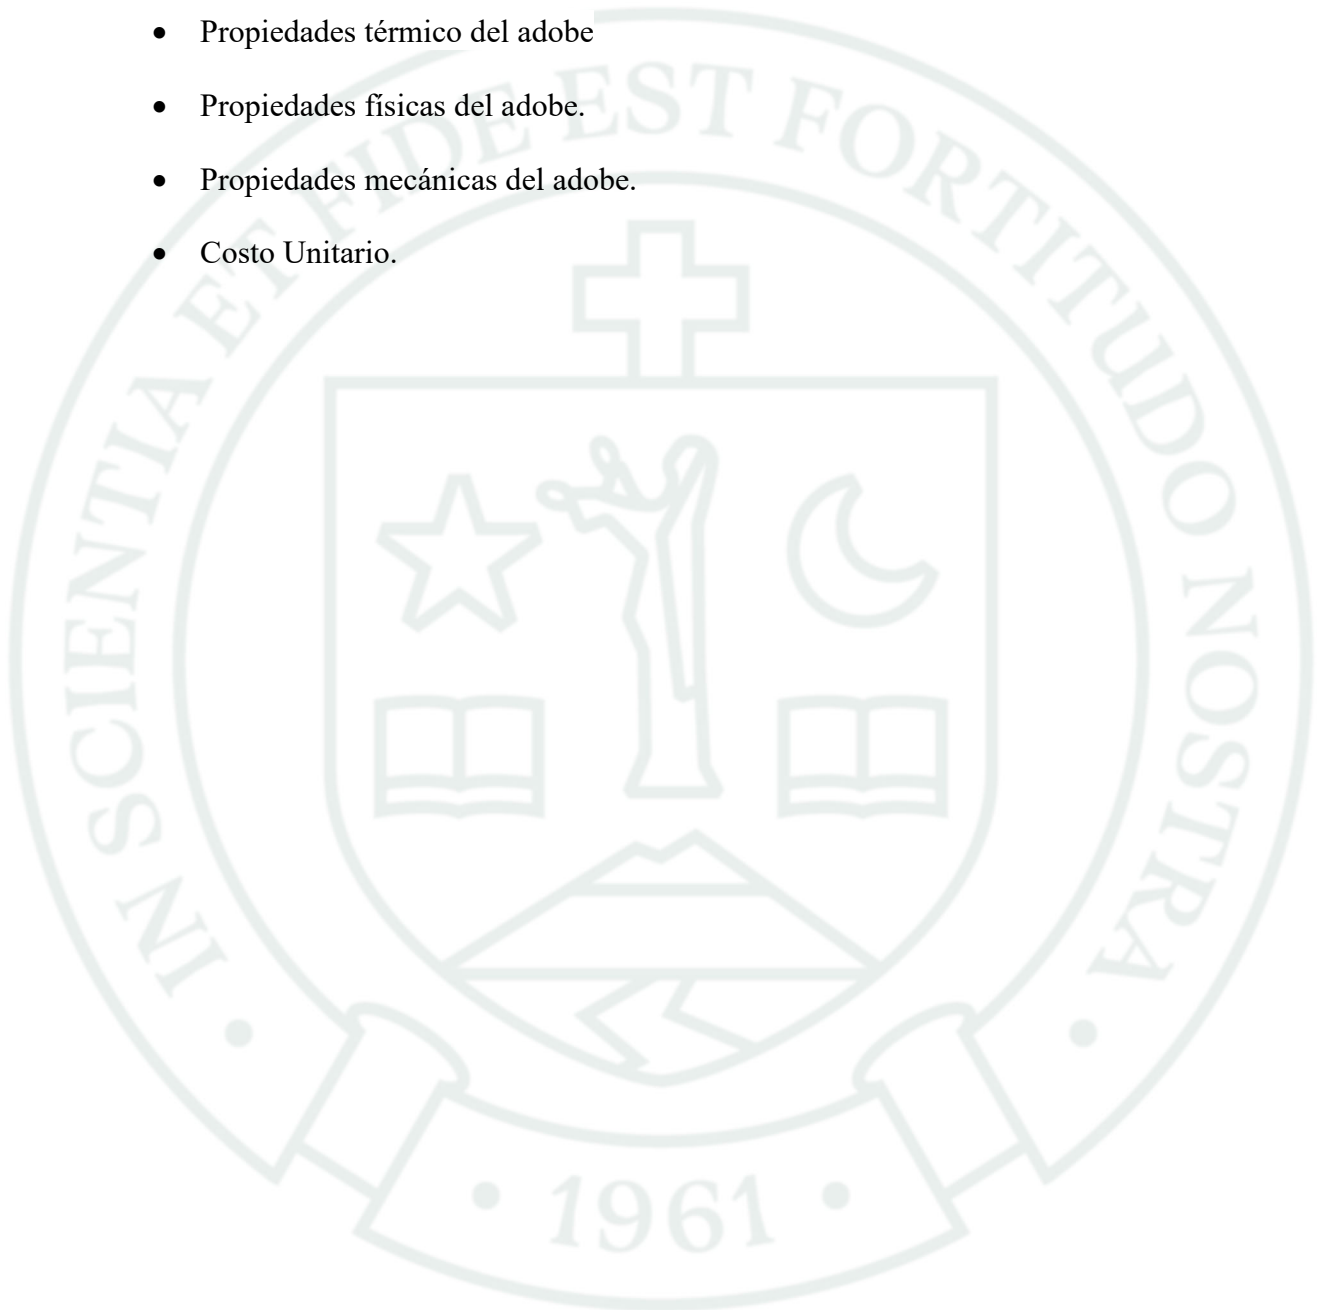 • Propiedades térmico del adobe
• Propiedades físicas del adobe.
• Propiedades mecánicas del adobe.
• Costo Unitario.
IN SCIENTIA ET FIDE EST FORTITUDO NOSTRA
• 1961 •